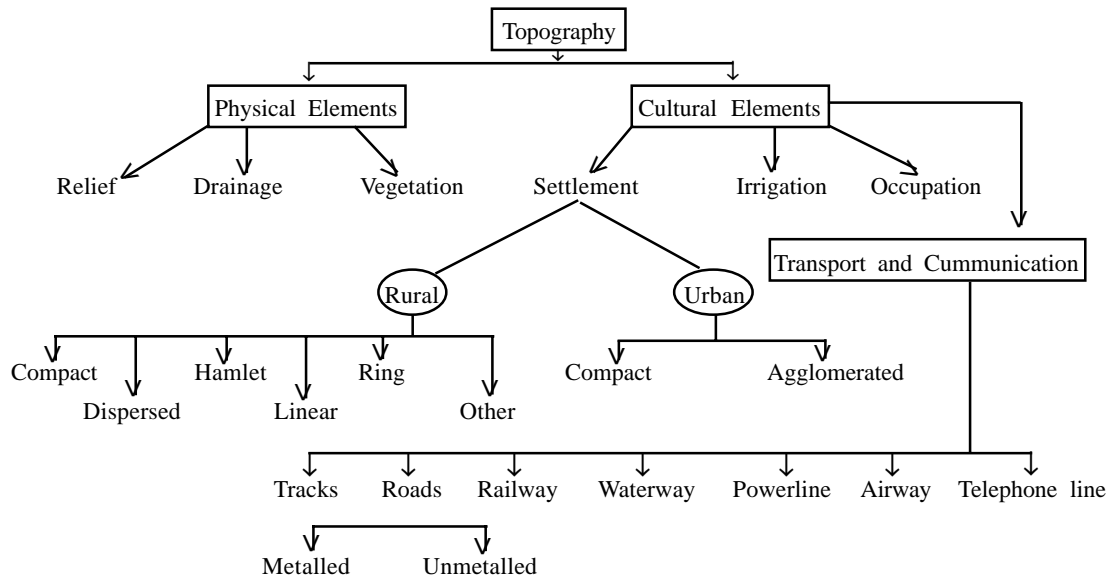 Topography
Physical Elements
Cultural Elements
Relief
Drainage
Vegetation
Settlement
Irrigation
Occupation
Transport and Cummunication
Rural
Urban
Compact
Hamlet
Ring
Compact
Agglomerated
Dispersed
Linear
Other
Tracks
Roads
Railway
Waterway
Powerline
Airway
Telephone line
Metalled
Unmetalled